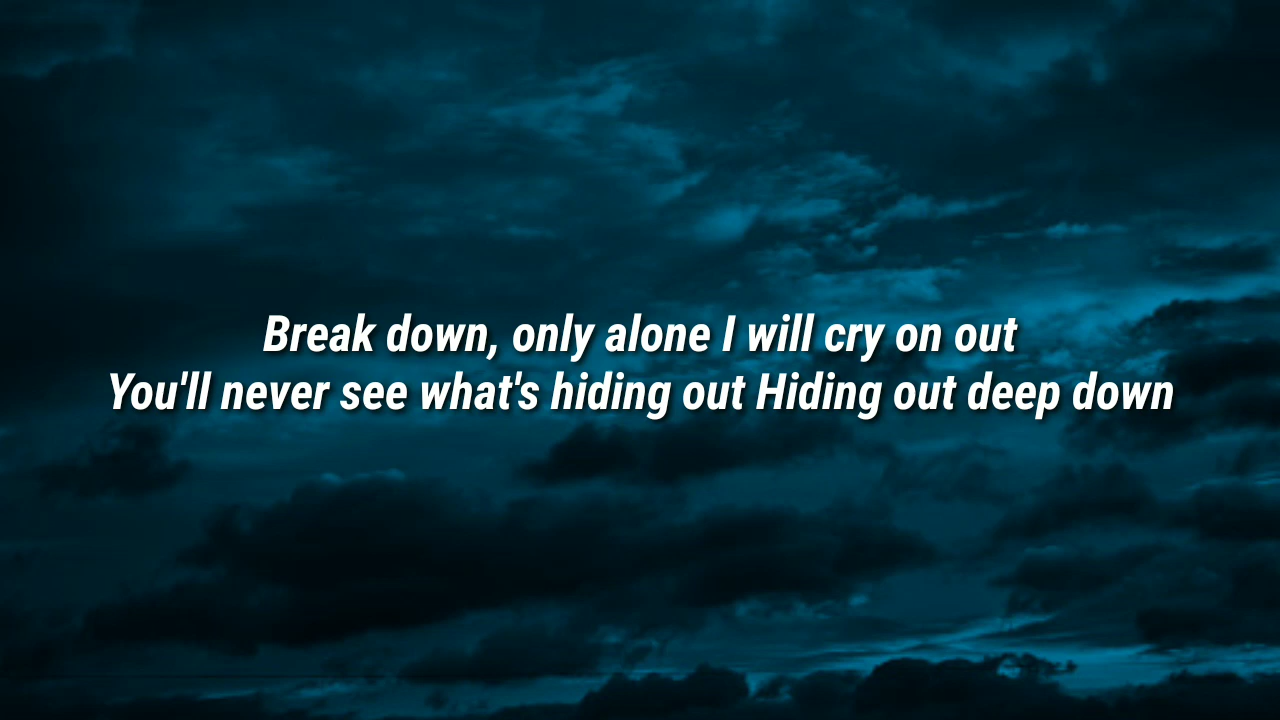 Break down, only alone I will cry on out
You'll never see what's hiding out Hiding out deep down